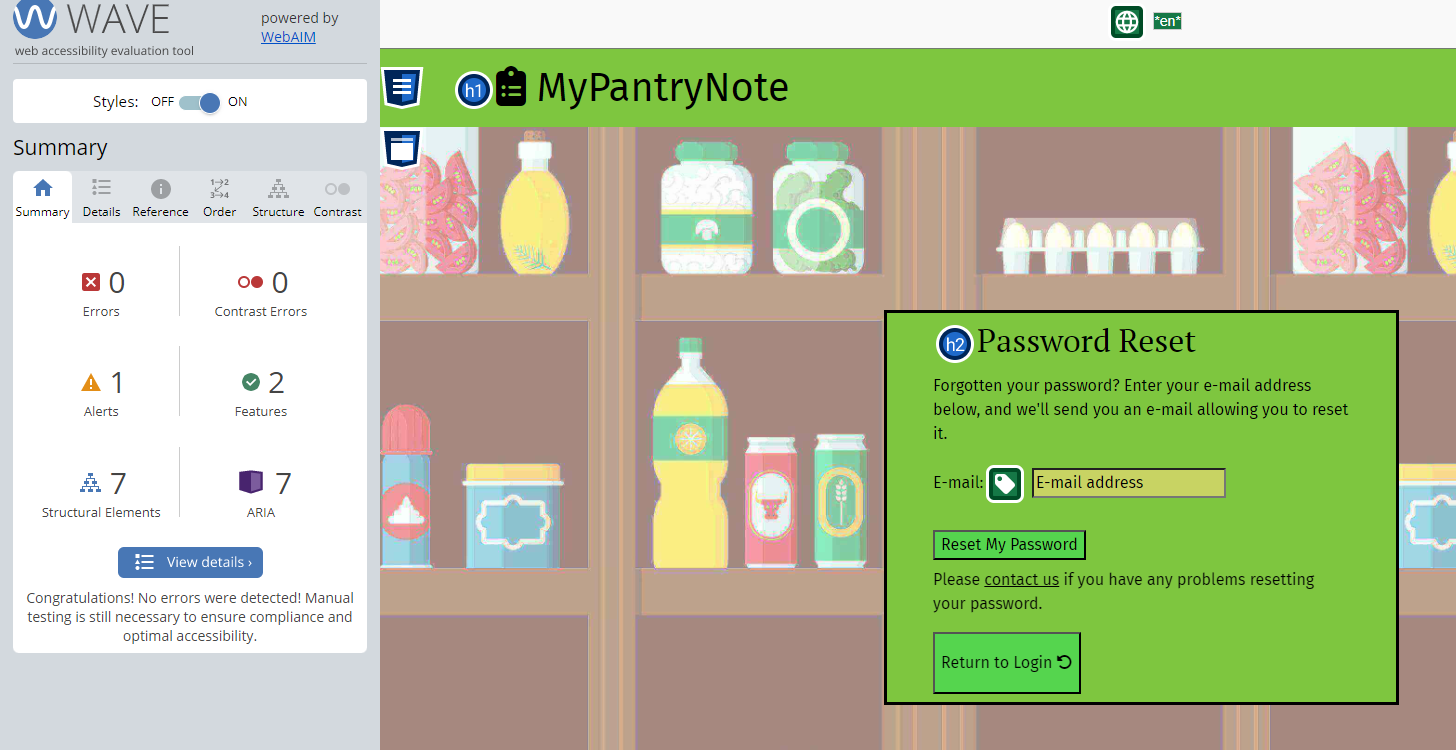 WAVE
powered by
WebAIM
web accessibility evaluation tool
Styles: OFF ON
Summary
1→2
3→4
Summary Details Reference Order Structure Contrast
0 0
Errors Contrast Errors
1 2
Alerts Features
7 7
Structural Elements ARIA
View details ›
Congratulations! No errors were detected! Manual
testing is still necessary to ensure compliance and
optimal accessibility.
*en*
h1 MyPantryNote
h2 Password Reset
Forgotten your password? Enter your e-mail address
below, and we'll send you an e-mail allowing you to reset
it.
E-mail: E-mail address
Reset My Password
Please contact us if you have any problems resetting
your password.
Return to Login